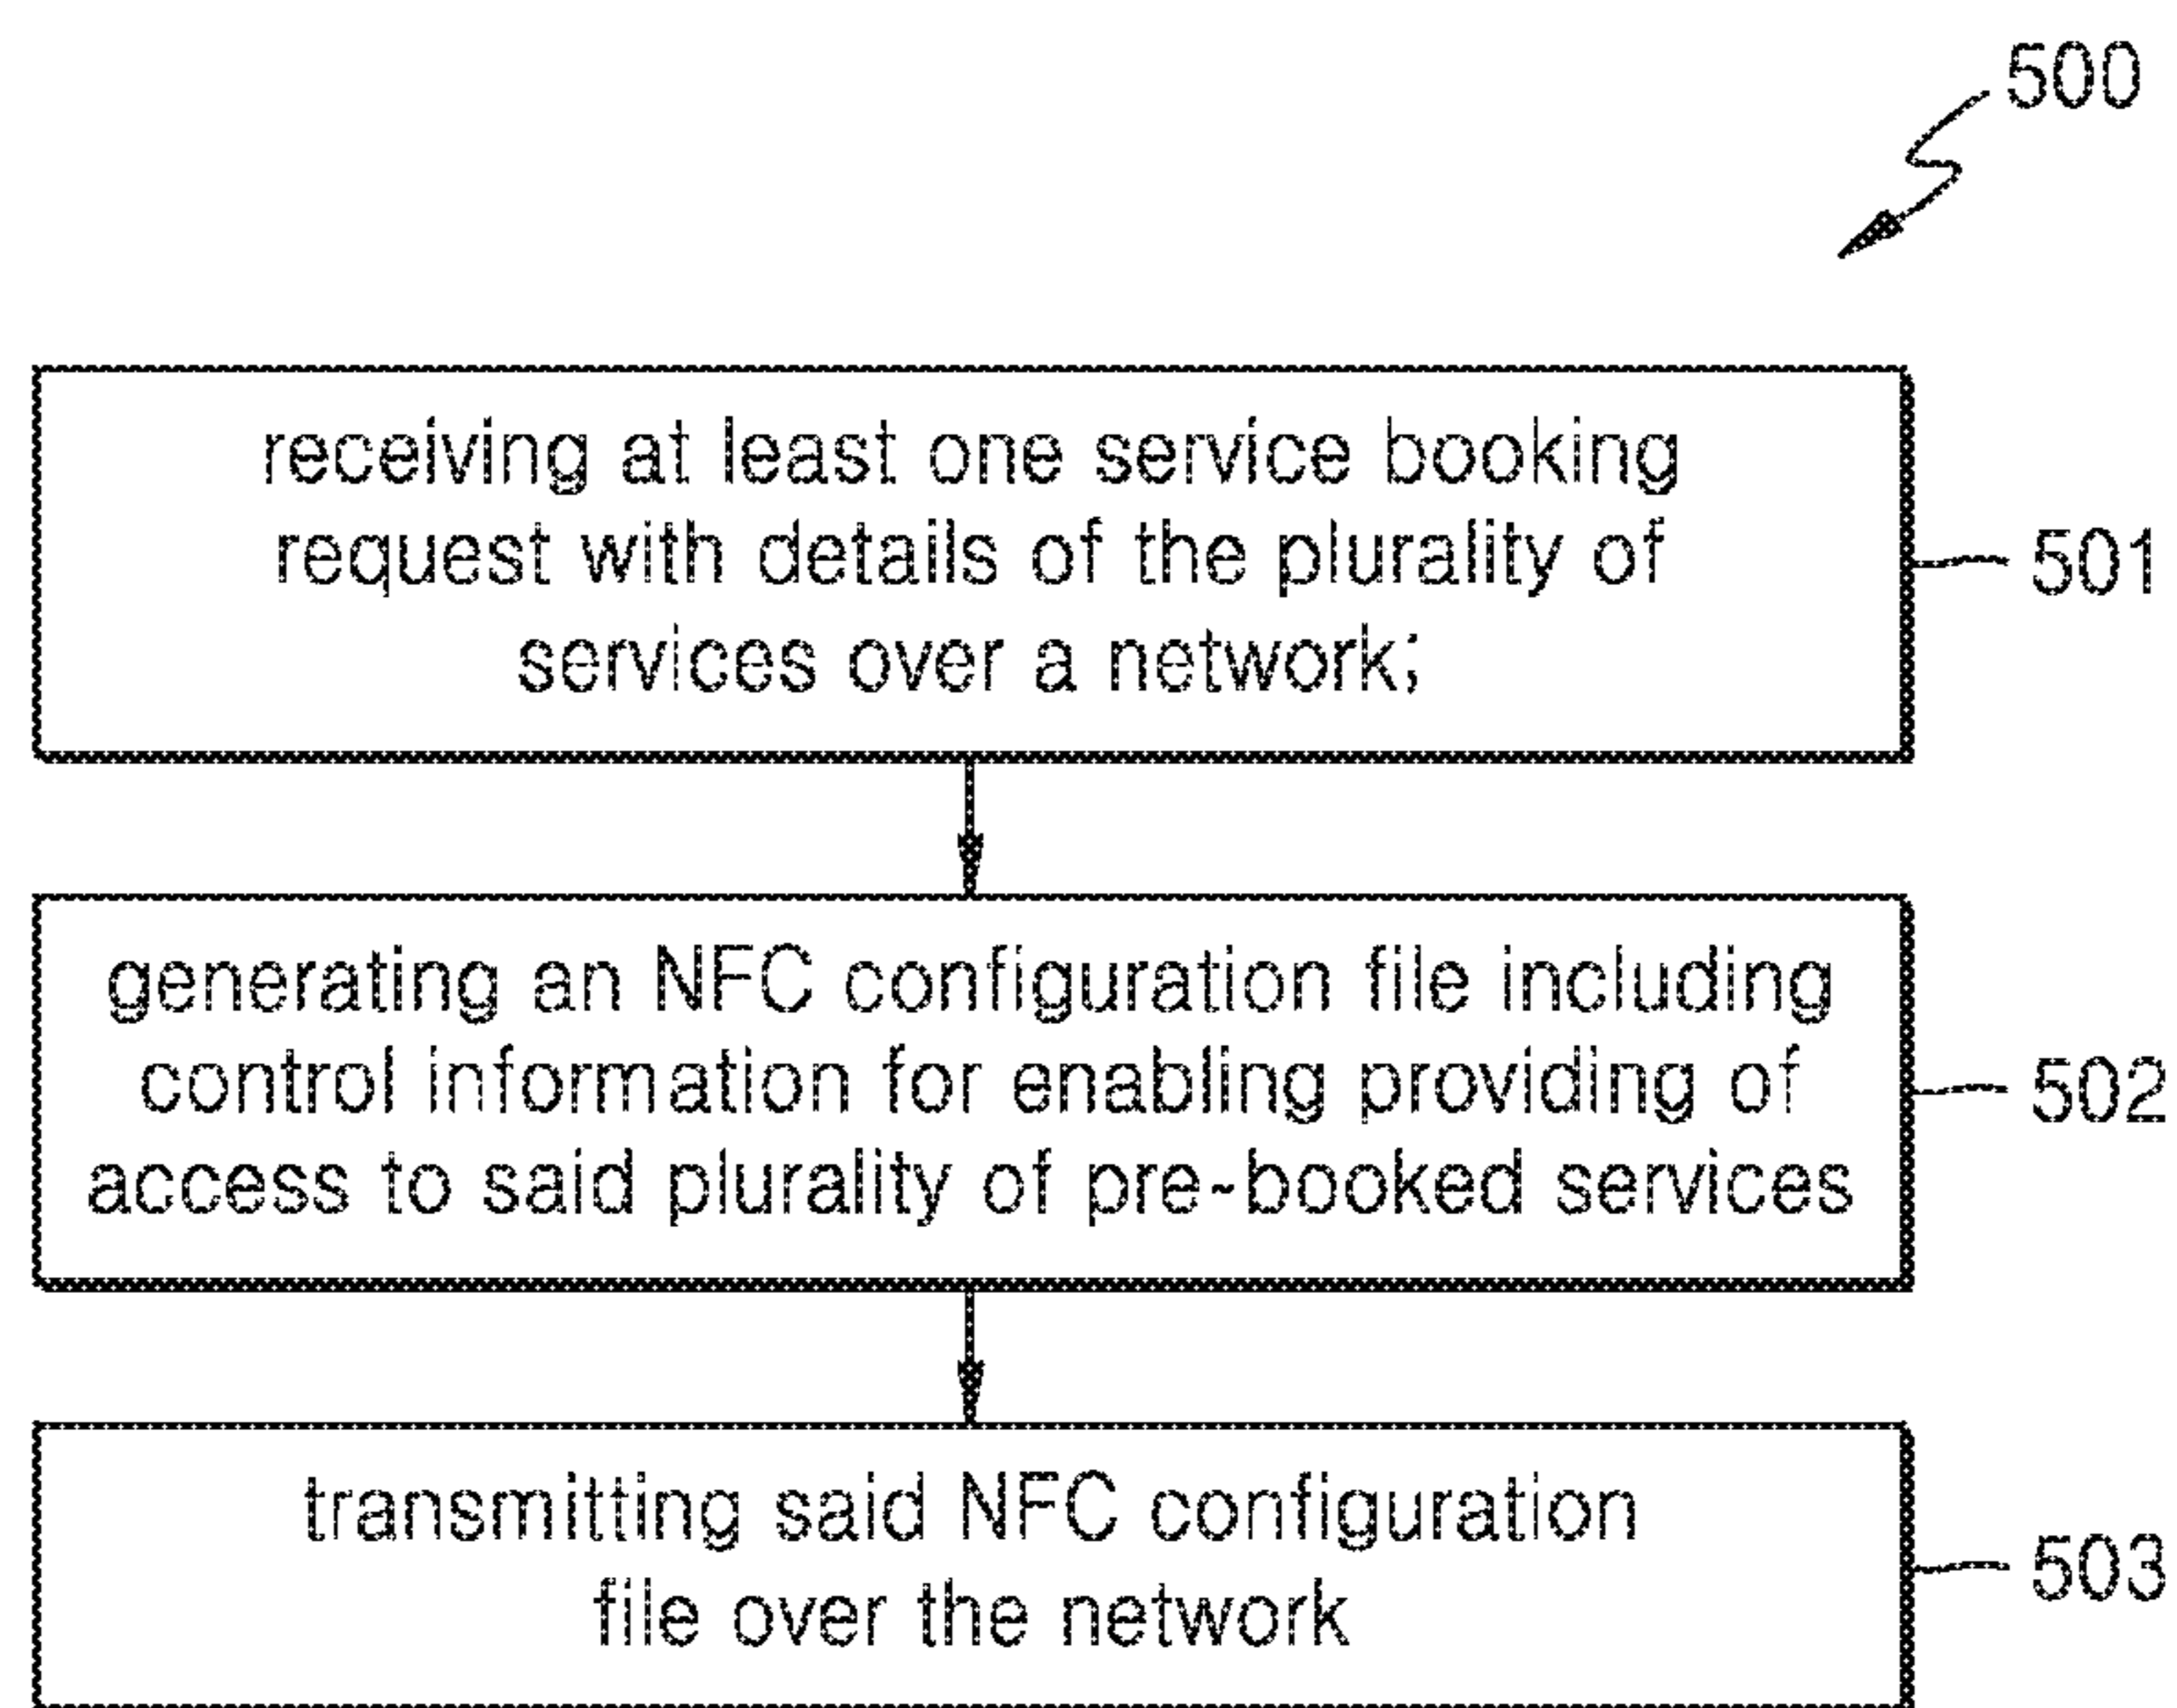 500
receiving at least one service booking
request with details of the plurality of
services over a network;
501
generating an NFC configuration file including
control information for enabling providing of
access to said plurality of pre-booked services
502
transmitting said NFC configuration
file over the network
503